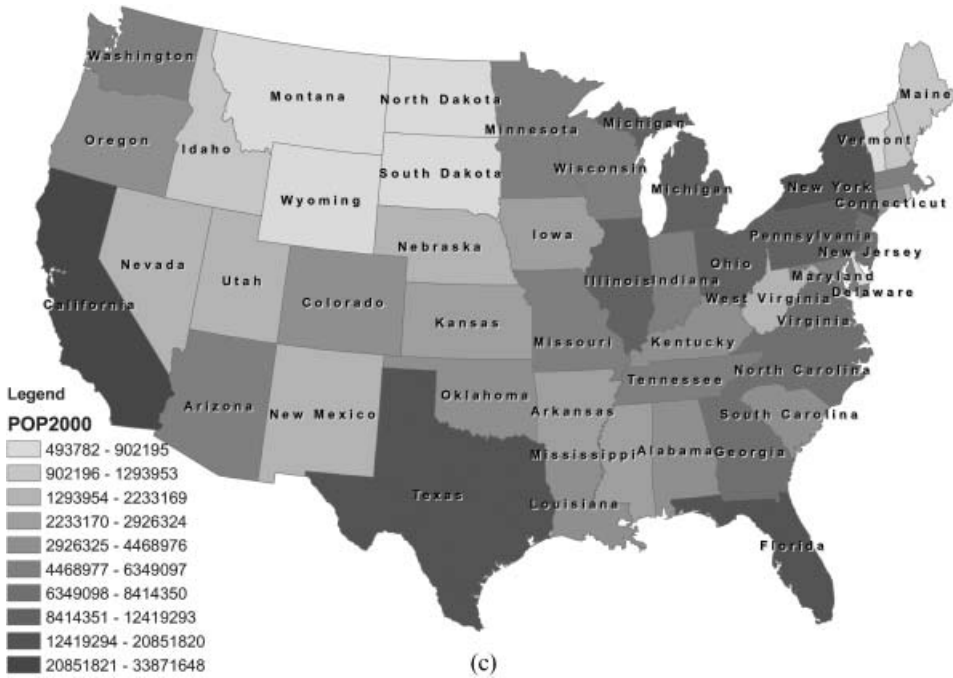 Washington
Montana
North Dakota
Minnesota
Michigan
Maine
Oregon
Idaho
South Dakota
Wisconsin
Michigan
Vermont
New York
Wyoming
Connecticut
Nebraska
Iowa
Pennsylvania
Nevada
Utah
Illinois
Indiana
Ohio
New Jersey
California
Colorado
Maryland
Delaware
Kansas
West Virginia
Virginia
Missouri
Kentucky
Arizona
New Mexico
Oklahoma
Tennessee
North Carolina
Arkansas
South Carolina
Mississippi
Alabama
Georgia
Texas
Louisiana
Florida
Legend
POP2000
493782 - 902195
902196 - 1293953
1293954 - 2233169
2233170 - 2926324
2926325 - 4468976
4468977 - 6349097
6349098 - 8414350
8414351 - 12419293
12419294 - 20851820
20851821 - 33871648
(c)